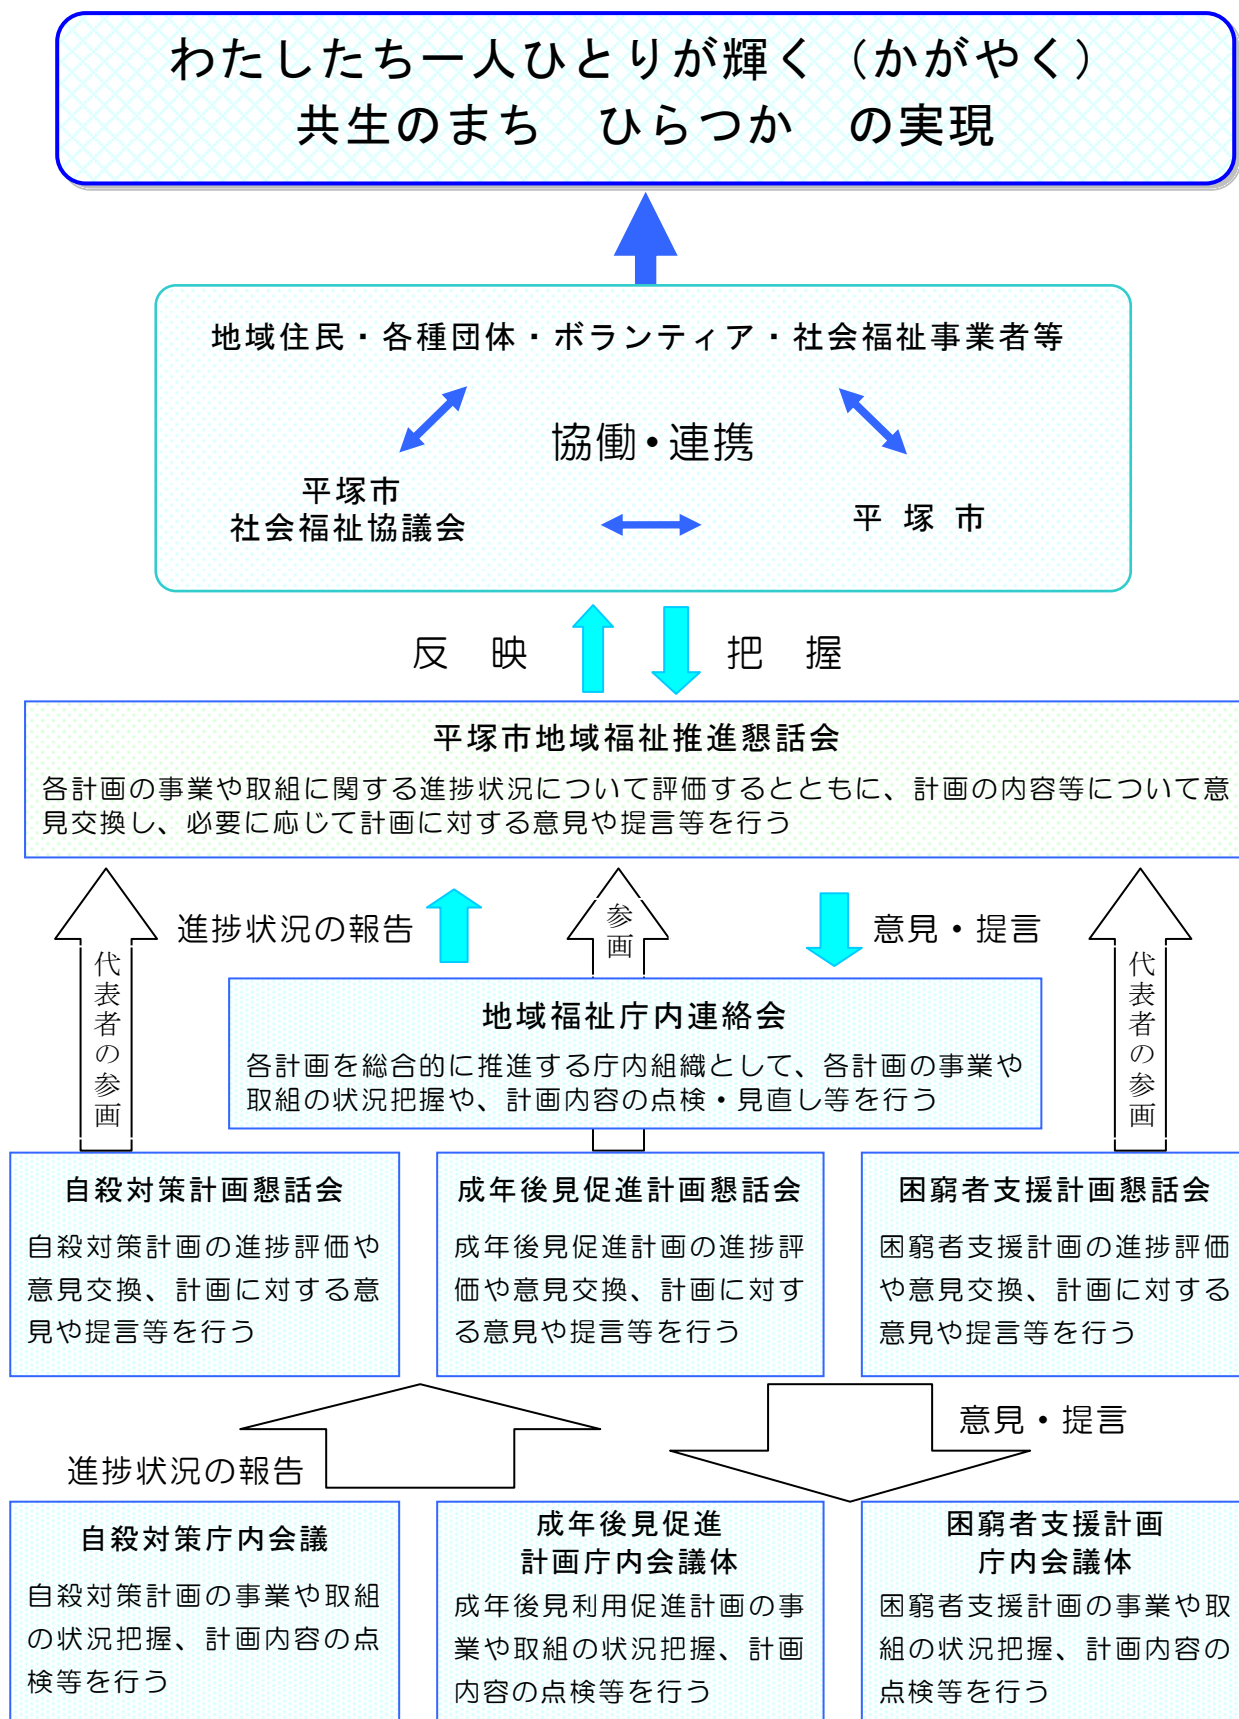 わたしたち一人ひとりが輝く（かがやく）
共生のまち　ひらつか　の実現
地域住民・各種団体・ボランティア・社会福祉事業者等
協働・連携
平塚市
社会福祉協議会
平 塚 市
反 映
把 握
平塚市地域福祉推進懇話会
各計画の事業や取組に関する進捗状況について評価するとともに、計画の内容等について意
見交換し、必要に応じて計画に対する意見や提言等を行う
代表者の参画
進捗状況の報告
参画
意見・提言
代表者の参画
地域福祉庁内連絡会
各計画を総合的に推進する庁内組織として、各計画の事業や
取組の状況把握や、計画内容の点検・見直し等を行う
自殺対策計画懇話会
自殺対策計画の進捗評価や
意見交換、計画に対する意
見や提言等を行う
成年後見促進計画懇話会
成年後見促進計画の進捗評
価や意見交換、計画に対す
る意見や提言等を行う
困窮者支援計画懇話会
困窮者支援計画の進捗評価
や意見交換、計画に対する
意見や提言等を行う
進捗状況の報告
意見・提言
自殺対策庁内会議
自殺対策計画の事業や取組
の状況把握、計画内容の点
検等を行う
成年後見促進
計画庁内会議体
成年後見利用促進計画の事
業や取組の状況把握、計画
内容の点検等を行う
困窮者支援計画
庁内会議体
困窮者支援計画の事業や取
組の状況把握、計画内容の
点検等を行う